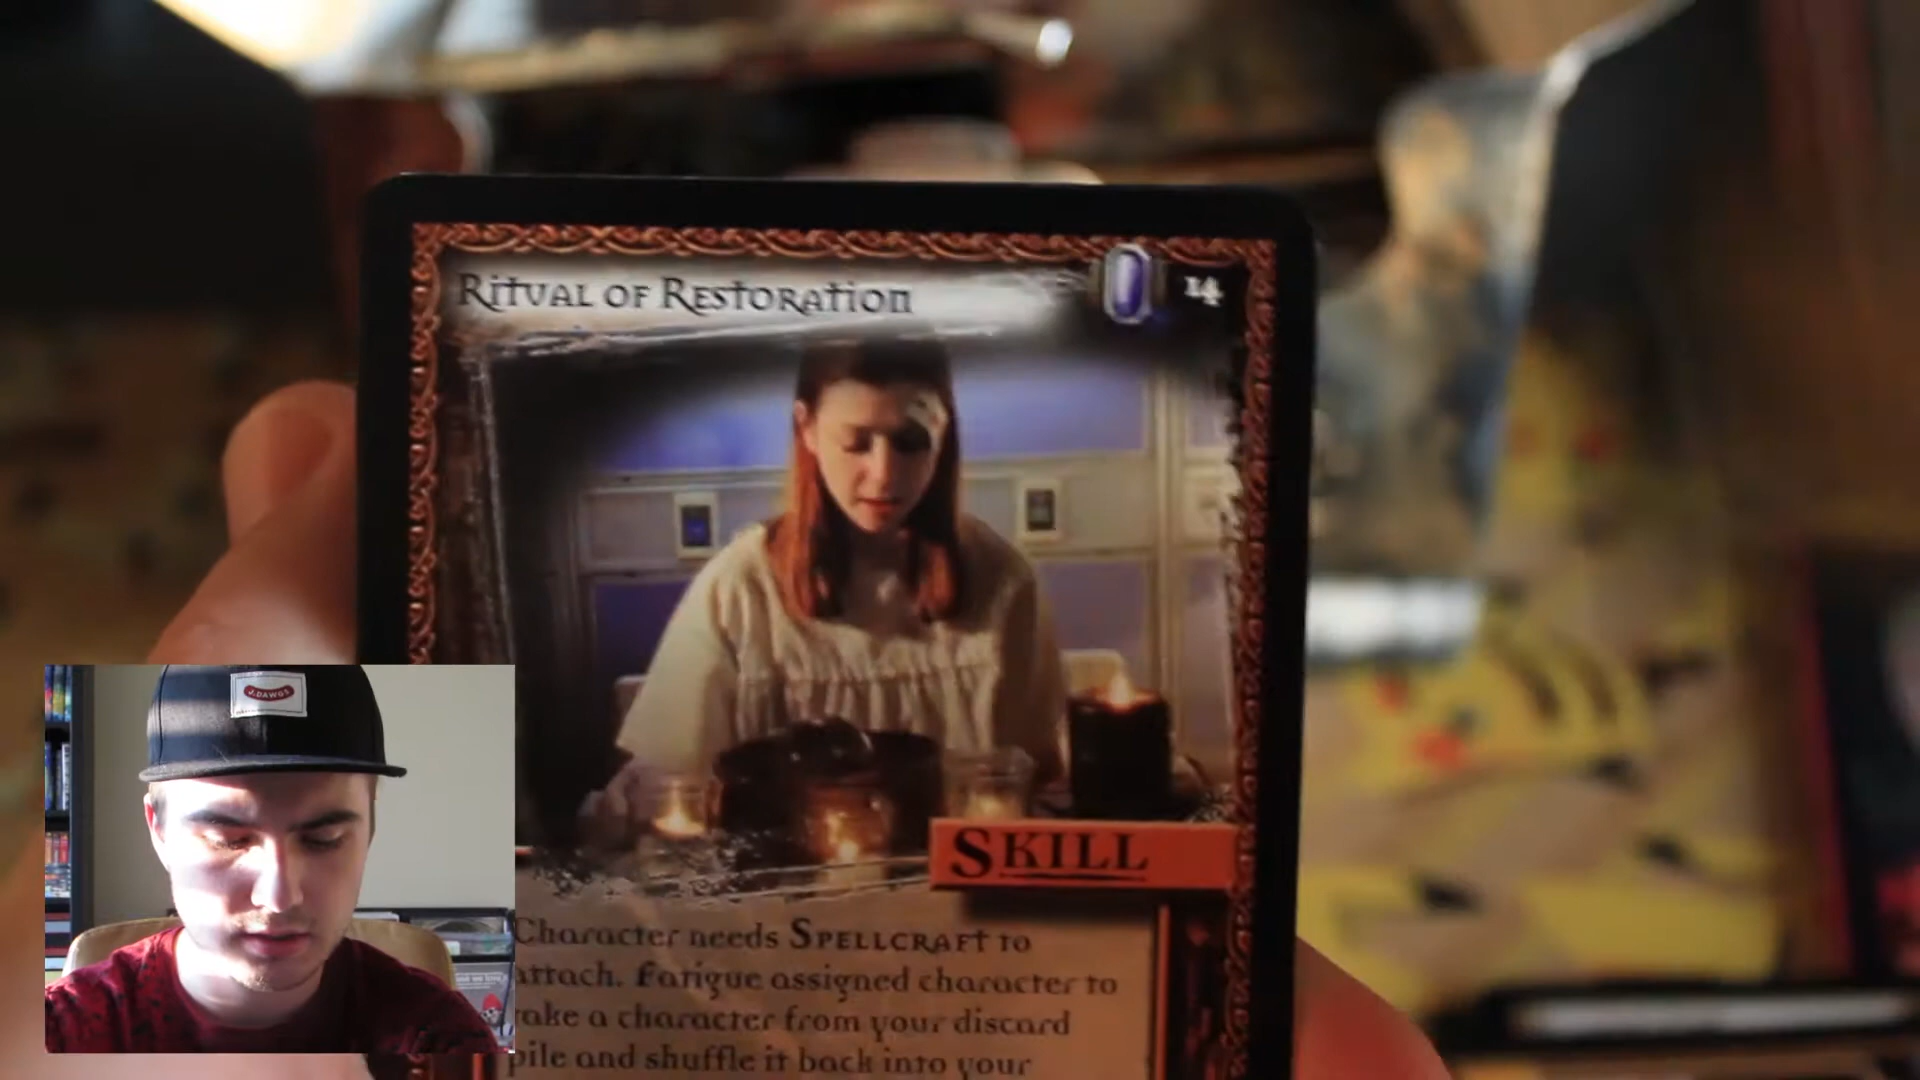 Ritual of Restoration
14
J.DAWGS
SKILL
Character needs SPELLCRAFT to
attach. Fatigue assigned character to
take a character from your discard
pile and shuffle it back into your